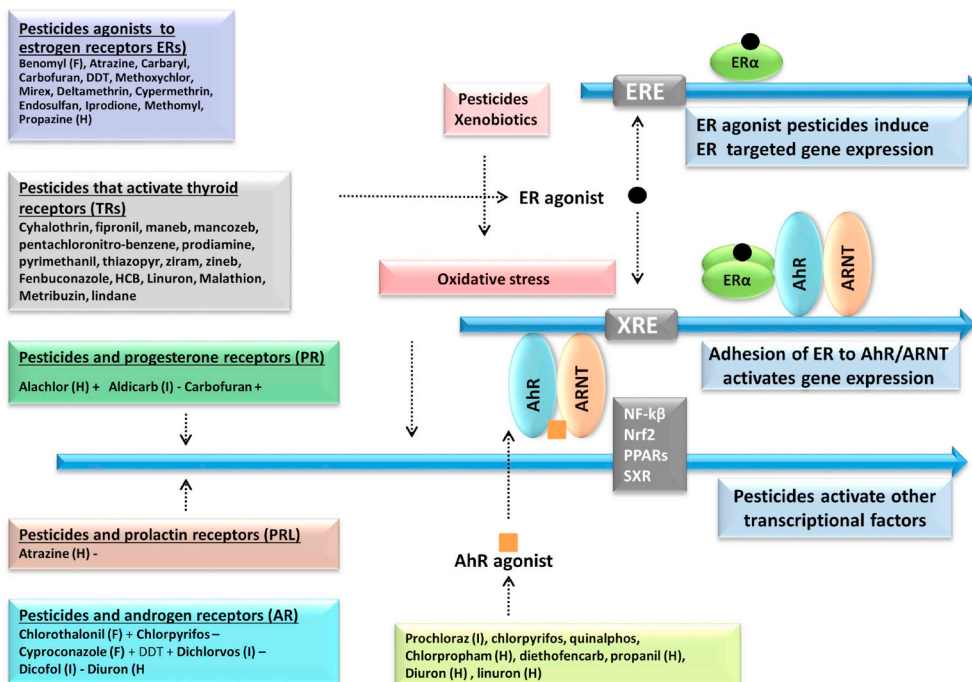 Pesticides agonists to
estrogen receptors ERs)
Benomyl (F), Atrazine, Carbaryl,
Carbofuran, DDT, Methoxychlor,
Mirex, Deltamethrin, Cypermethrin,
Endosulfan, Iprodione, Methomyl,
Propazine (H)
Pesticides that activate thyroid
receptors (TRs)
Cyhalothrin, fipronil, maneb, mancozeb,
pentachloronitro-benzene, prodiamine,
pyrimethanil, thiazopyr, ziram, zineb,
Fenbuconazole, HCB, Linuron, Malathion,
Metribuzin, lindane
Pesticides and progesterone receptors (PR)
Alachlor (H) + Aldicarb (I) - Carbofuran +
Pesticides and prolactin receptors (PRL)
Atrazine (H) -
Pesticides and androgen receptors (AR)
Chlorothalonil (F) + Chlorpyrifos –
Cyproconazole (F) + DDT + Dichlorvos (I) –
Dicofol (I) - Diuron (H
Pesticides
Xenobiotics
ER agonist
Oxidative stress
ERα
ERE
ER agonist pesticides induce
ER targeted gene expression
ERα
AhR
ARNT
XRE
Adhesion of ER to AhR/ARNT
activates gene expression
AhR
ARNT
NF-kβ
Nrf2
PPARs
SXR
Pesticides activate other
transcriptional factors
AhR agonist
Prochloraz (I), chlorpyrifos, quinalphos,
Chlorpropham (H), diethofencarb, propanil (H),
Diuron (H) , linuron (H)